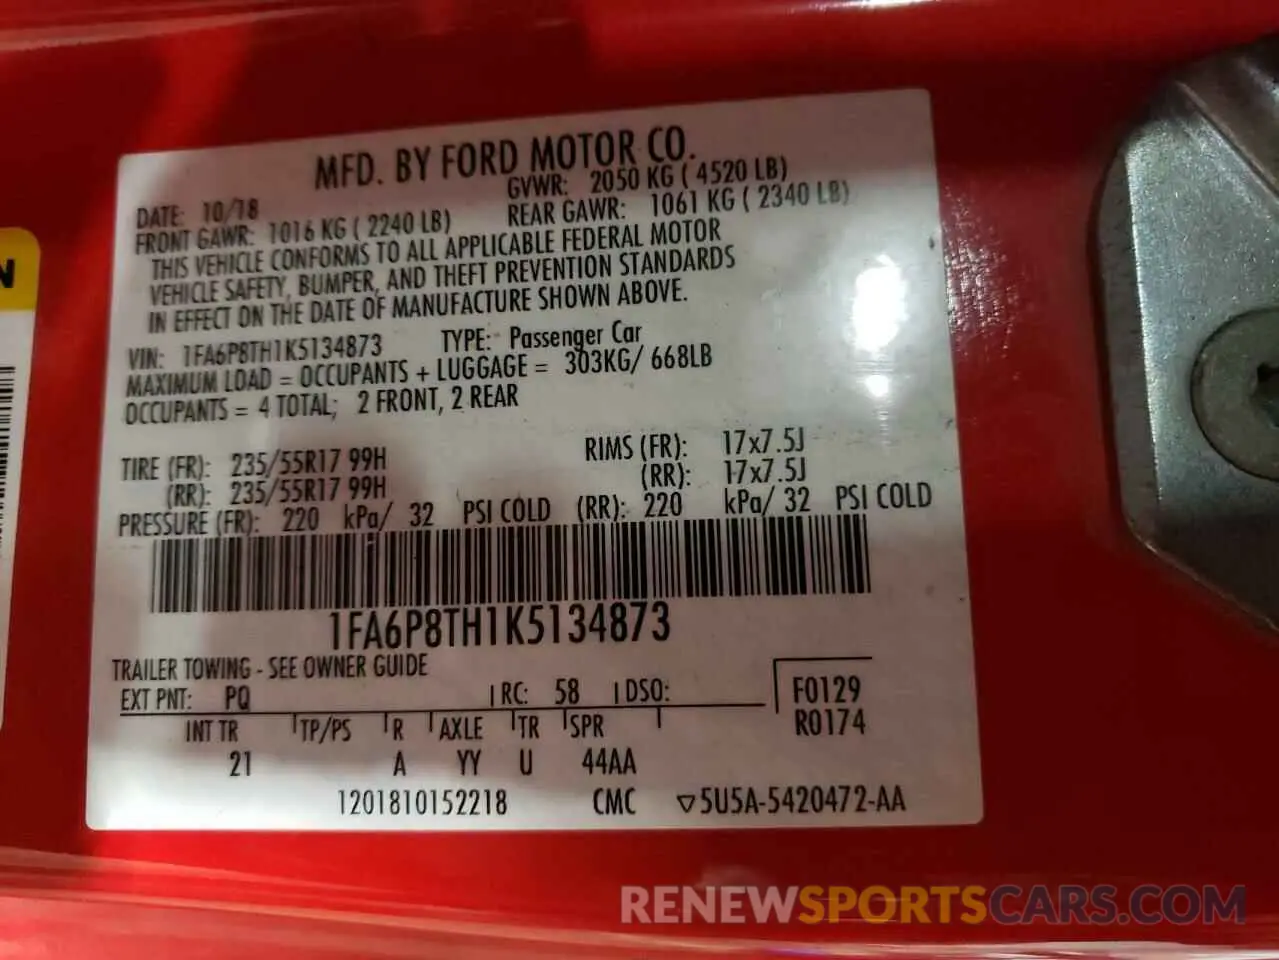 MFD. BY FORD MOTOR CO.
DATE: 10/18 GVWR: 2050 KG ( 4520 LB)
FRONT GAWR: 1016 KG ( 2240 LB) REAR GAWR: 1061 KG ( 2340 LB)
THIS VEHICLE CONFORMS TO ALL APPLICABLE FEDERAL MOTOR
VEHICLE SAFETY, BUMPER, AND THEFT PREVENTION STANDARDS
IN EFFECT ON THE DATE OF MANUFACTURE SHOWN ABOVE.
VIN: 1FA6P8TH1K5134873 TYPE: Passenger Car
MAXIMUM LOAD = OCCUPANTS + LUGGAGE = 303KG/ 668LB
OCCUPANTS = 4 TOTAL; 2 FRONT, 2 REAR
TIRE (FR): 235/55R17 99H RIMS (FR): 17x7.5J
(RR): 235/55R17 99H (RR): 17x7.5J
PRESSURE (FR): 220 kPa/ 32 PSI COLD (RR): 220 kPa/ 32 PSI COLD
1FA6P8TH1K5134873
TRAILER TOWING - SEE OWNER GUIDE
EXT PNT: PQ RC: 58 DSO: F0129
INT TR TP/PS R AXLE TR SPR R0174
21 A YY U 44AA
1201810152218 CMC ▽5U5A-5420472-AA
N
RENEWSPORTSCARS.COM